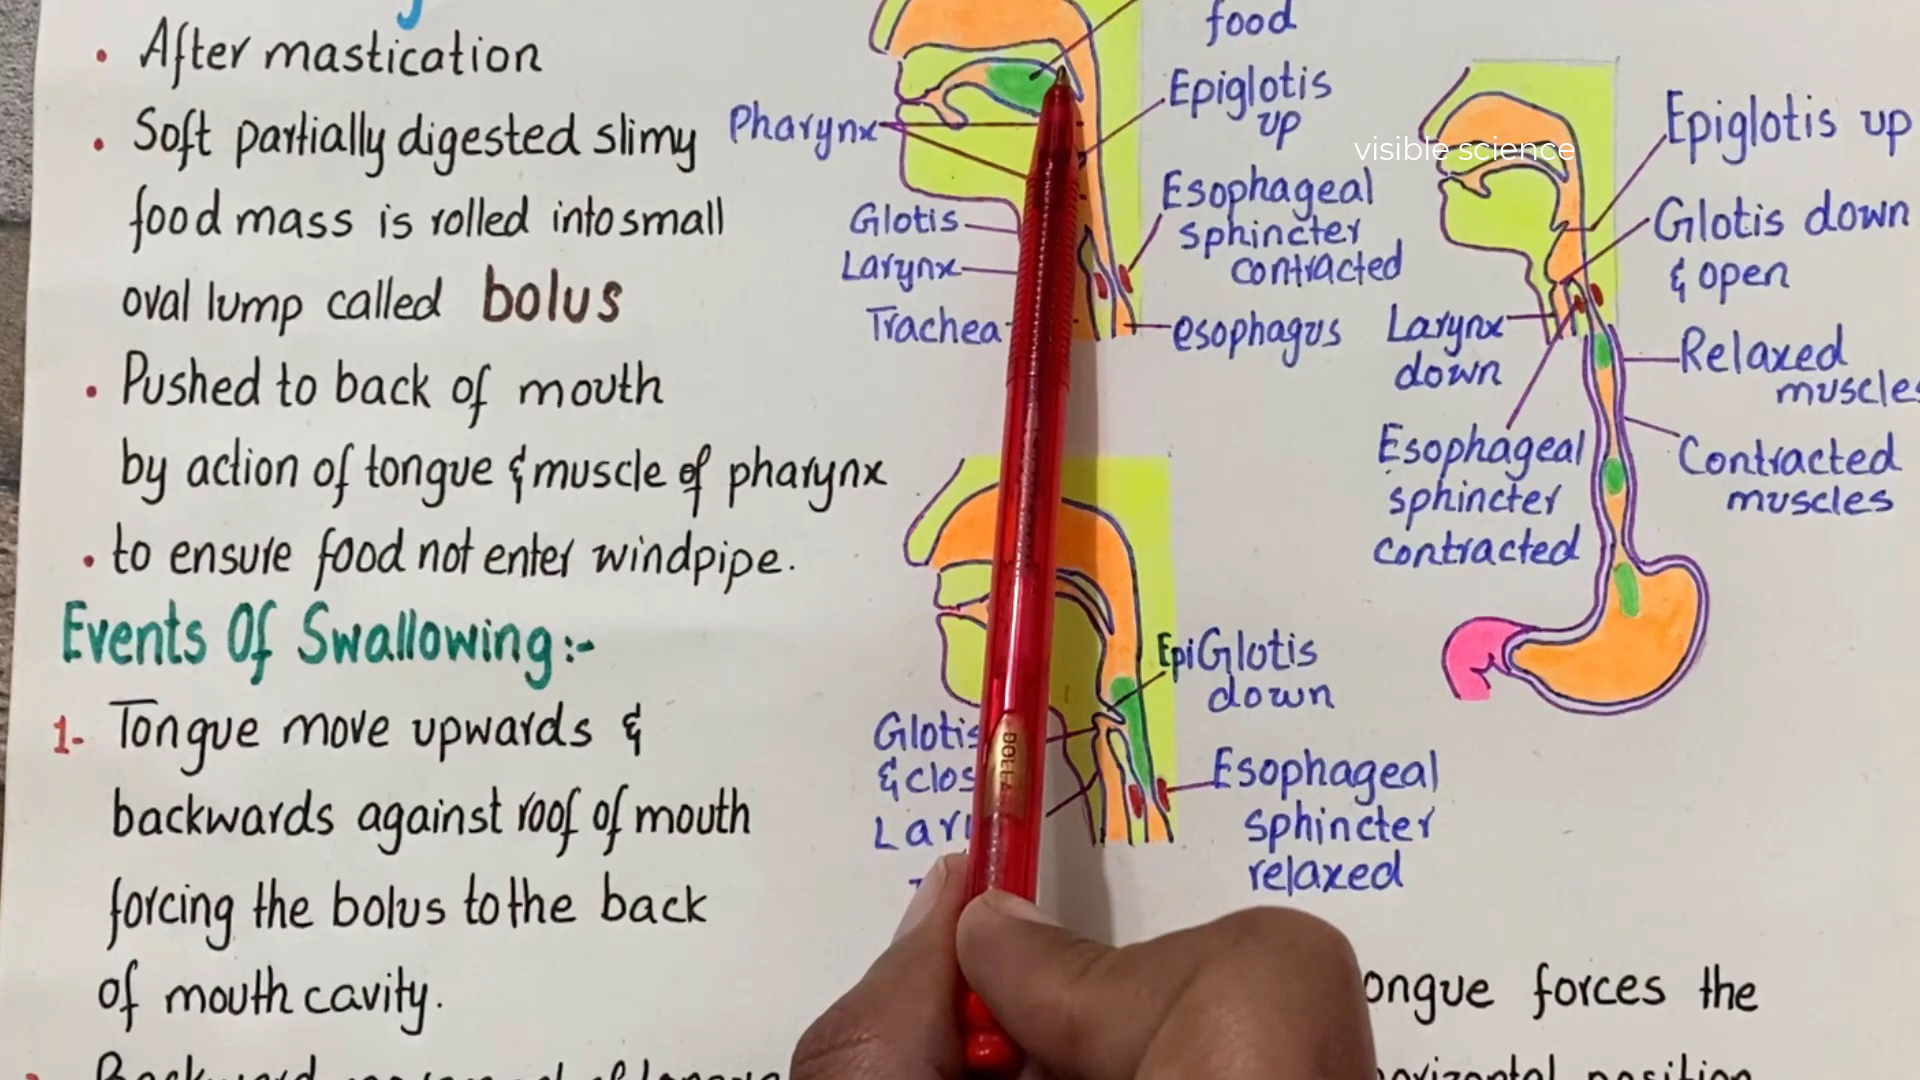 • After mastication
• Soft partially digested slimy
food mass is rolled into small
oval lump called bolus
• Pushed to back of mouth
by action of tongue & muscle of pharynx
• to ensure food not enter windpipe.
Events Of Swallowing:-
1- Tongue move upwards &
backwards against roof of mouth
forcing the bolus to the back
of mouth cavity.
food
Epiglotis
up
Pharynx
Esophageal
sphincter
contracted
Glotis
Larynx
Trachea
esophagus
EpiGlotis
down
Glotis
Esophageal
sphincter
relaxed
visible science
Epiglotis up
Glotis down
& open
Larynx
down
Relaxed
muscles
Esophageal
sphincter
contracted
Contracted
muscles
DOLLAR
forces the
position